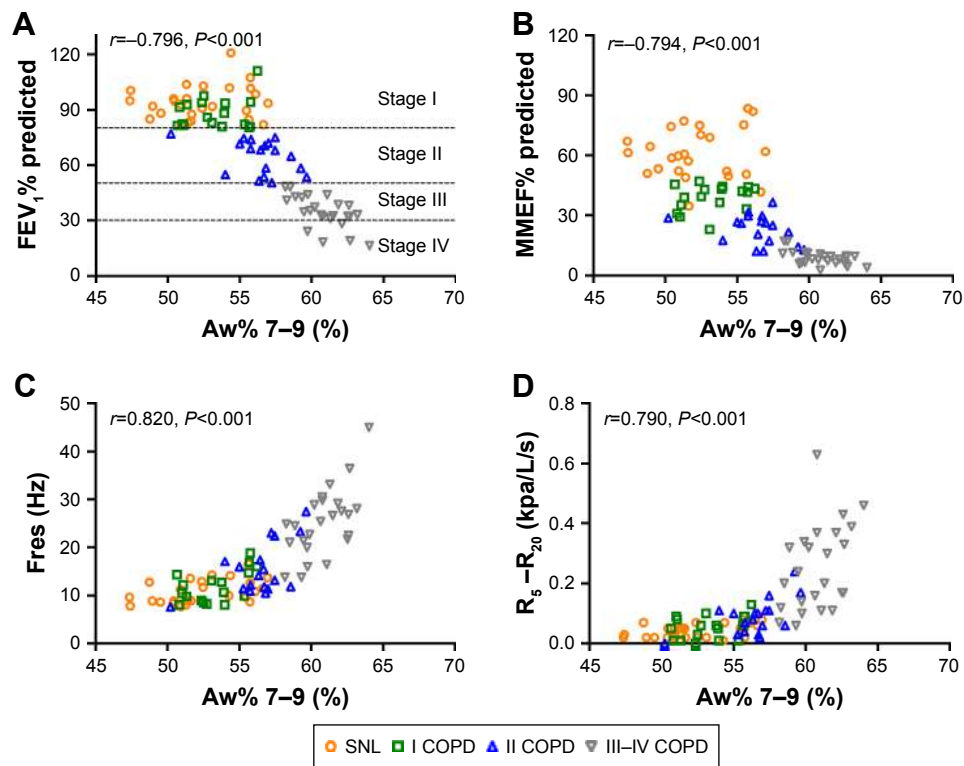 A
r=–0.796, P<0.001
FEV1% predicted
120
90
60
30
0
Stage I
Stage II
Stage III
Stage IV
45 50 55 60 65 70
Aw% 7–9 (%)
B
r=–0.794, P<0.001
MMEF% predicted
120
90
60
30
0
45 50 55 60 65 70
Aw% 7–9 (%)
C
r=0.820, P<0.001
Fres (Hz)
50
40
30
20
10
0
45 50 55 60 65 70
Aw% 7–9 (%)
D
r=0.790, P<0.001
R5–R20 (kpa/L/s)
0.8
0.6
0.4
0.2
0.0
45 50 55 60 65 70
Aw% 7–9 (%)
SNL I COPD II COPD III–IV COPD